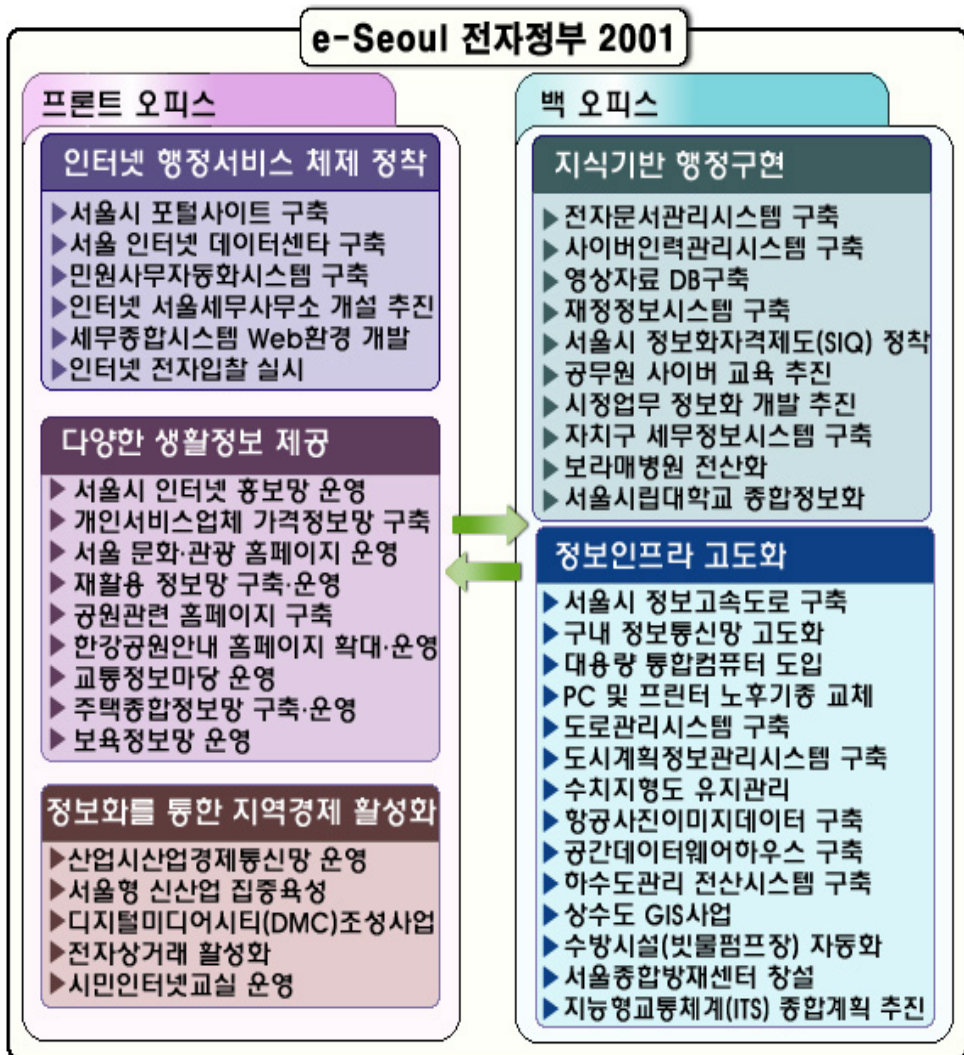 e-Seoul 전자정부 2001
프론트 오피스
인터넷 행정서비스 체제 정착
▶서울시 포털사이트 구축
▶서울 인터넷 데이터센타 구축
▶민원사무자동화시스템 구축
▶인터넷 서울세무사무소 개설 추진
▶세무종합시스템 Web환경 개발
▶인터넷 전자입찰 실시
다양한 생활정보 제공
▶ 서울시 인터넷 홍보망 운영
▶ 개인서비스업체 가격정보망 구축
▶ 서울 문화·관광 홈페이지 운영
▶ 재활용 정보망 구축·운영
▶ 공원관련 홈페이지 구축
▶ 한강공원안내 홈페이지 확대·운영
▶ 교통정보마당 운영
▶ 주택종합정보망 구축·운영
▶ 보육정보망 운영
정보화를 통한 지역경제 활성화
▶산업시산업경제통신망 운영
▶서울형 신산업 집중육성
▶디지털미디어시티(DMC)조성사업
▶전자상거래 활성화
▶시민인터넷교실 운영
백 오피스
지식기반 행정구현
▶전자문서관리시스템 구축
▶사이버인력관리시스템 구축
▶영상자료 DB구축
▶재정정보시스템 구축
▶서울시 정보화자격제도(SIQ) 정착
▶공무원 사이버 교육 추진
▶시정업무 정보화 개발 추진
▶자치구 세무정보시스템 구축
▶보라매병원 전산화
▶서울시립대학교 종합정보화
정보인프라 고도화
▶서울시 정보고속도로 구축
▶구내 정보통신망 고도화
▶대용량 통합컴퓨터 도입
▶PC 및 프린터 노후기종 교체
▶도로관리시스템 구축
▶도시계획정보관리시스템 구축
▶수치지형도 유지관리
▶항공사진이미지데이터 구축
▶공간데이터웨어하우스 구축
▶하수도관리 전산시스템 구축
▶상수도 GIS사업
▶수방시설(빗물펌프장) 자동화
▶서울종합방재센터 창설
▶지능형교통체계(ITS) 종합계획 추진